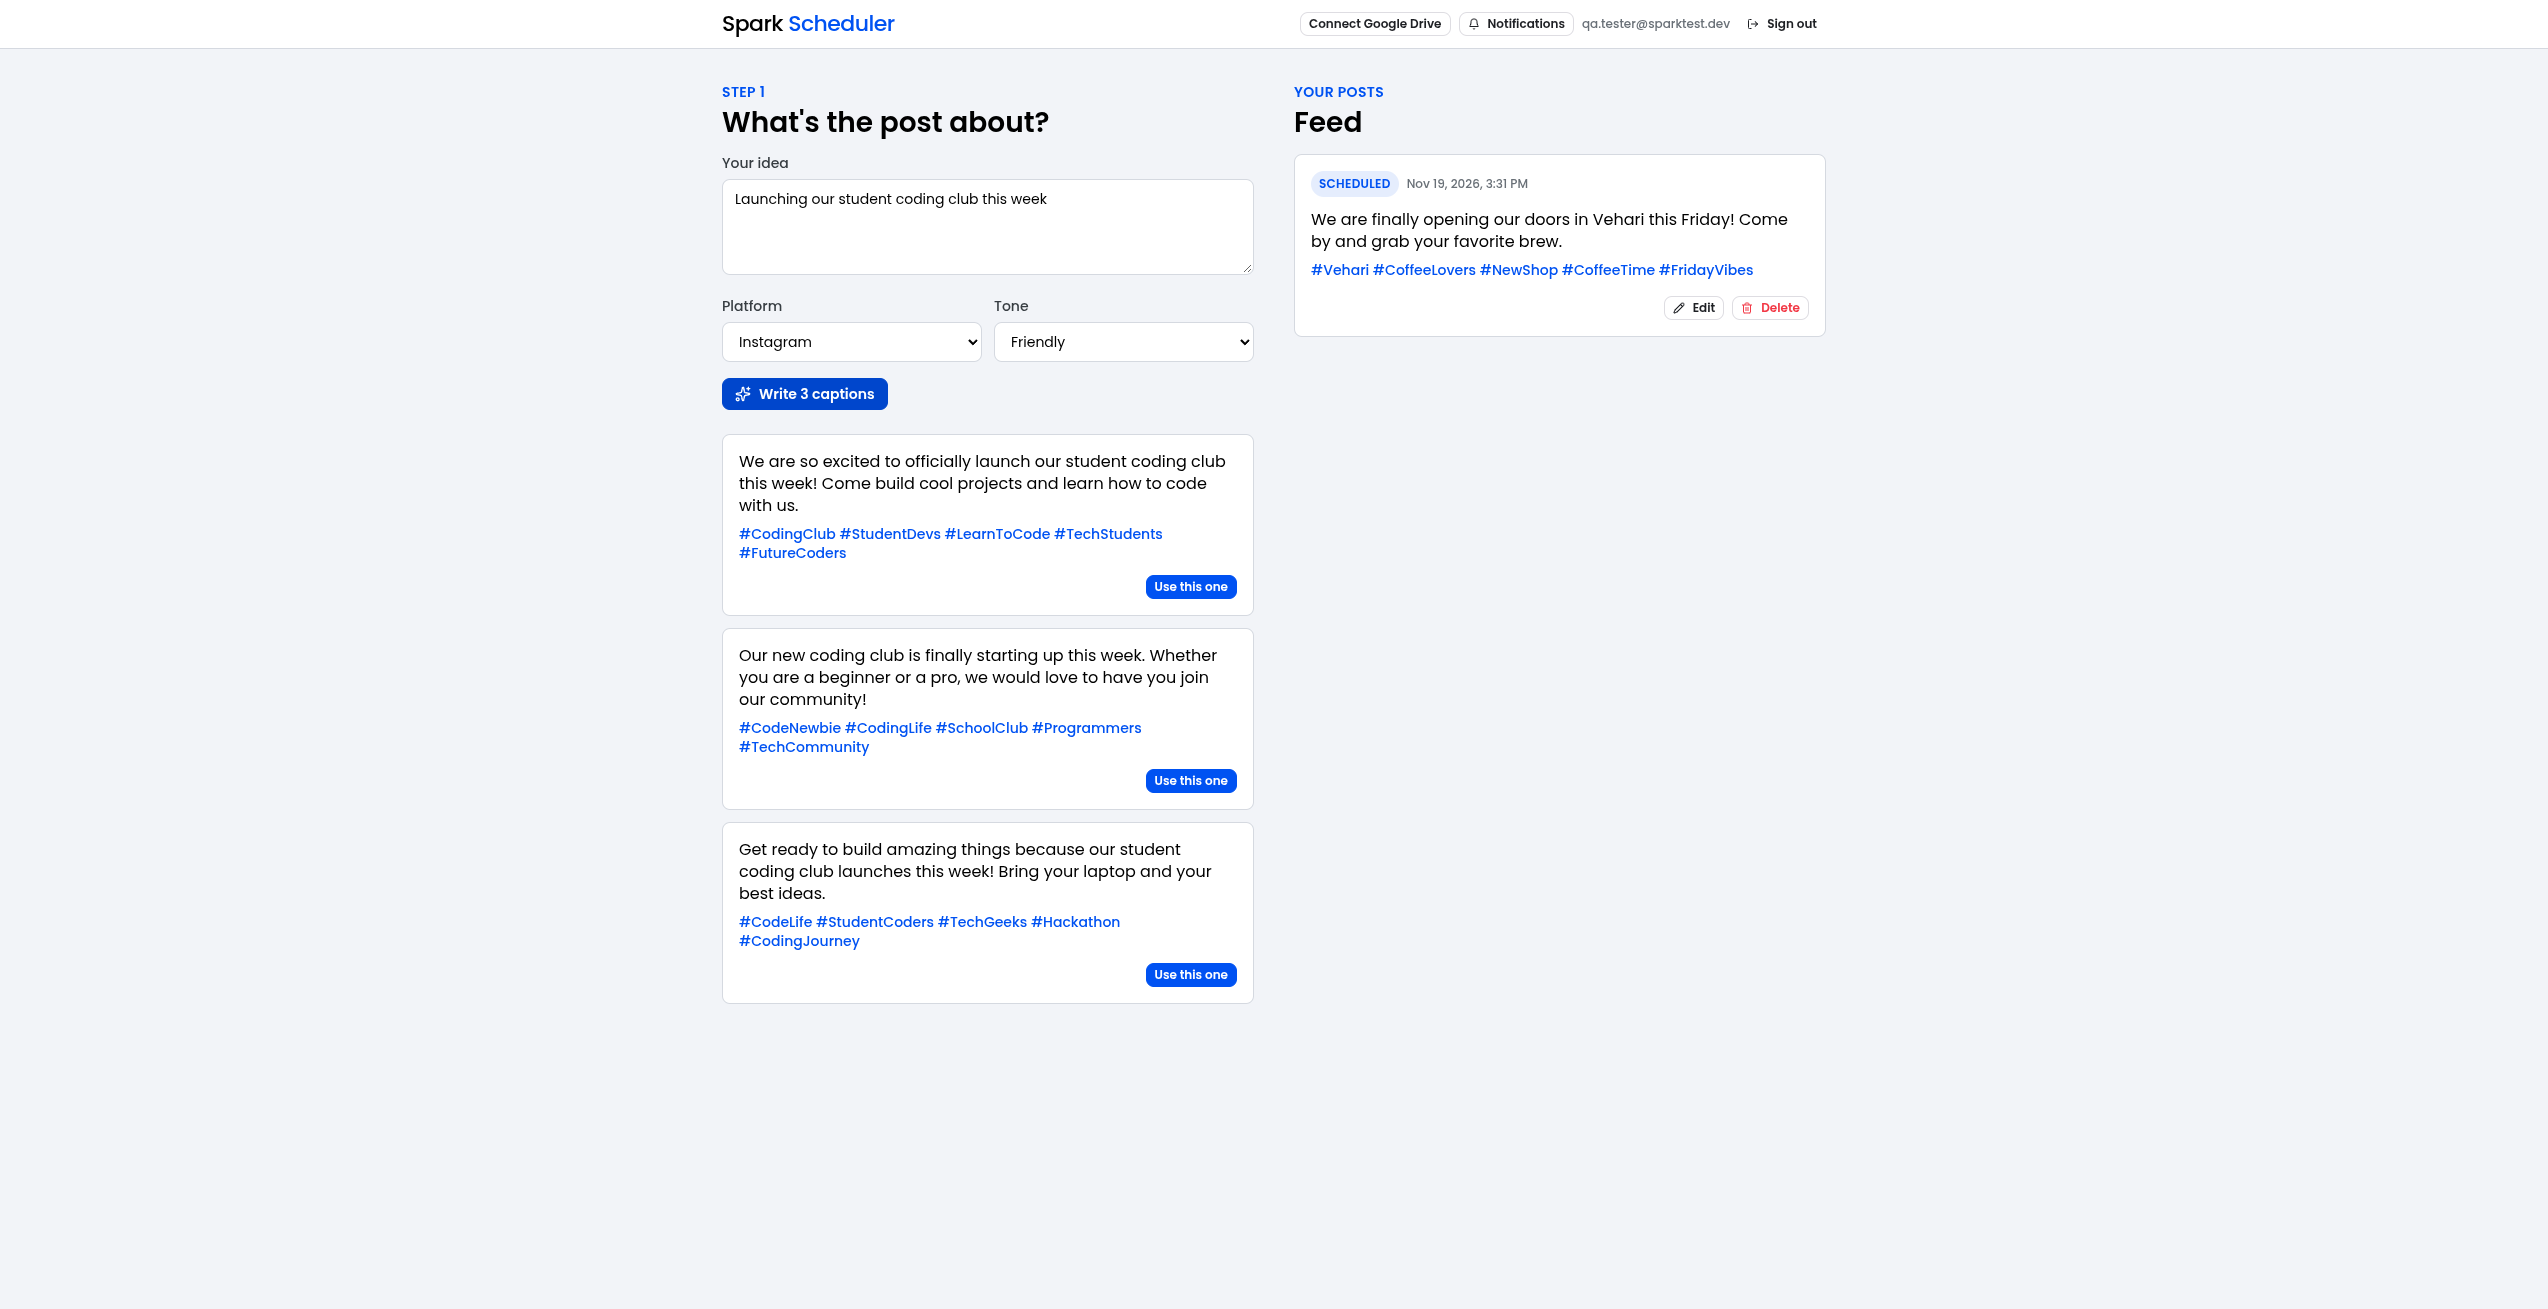 Spark Scheduler
Connect Google Drive
Notifications
qa.tester@sparktest.dev
Sign out
STEP 1
What's the post about?
Your idea
Launching our student coding club this week
Platform
Tone
Instagram
Friendly
Write 3 captions
We are so excited to officially launch our student coding club
this week! Come build cool projects and learn how to code
with us.
#CodingClub #StudentDevs #LearnToCode #TechStudents
#FutureCoders
Use this one
Our new coding club is finally starting up this week. Whether
you are a beginner or a pro, we would love to have you join
our community!
#CodeNewbie #CodingLife #SchoolClub #Programmers
#TechCommunity
Use this one
Get ready to build amazing things because our student
coding club launches this week! Bring your laptop and your
best ideas.
#CodeLife #StudentCoders #TechGeeks #Hackathon
#CodingJourney
Use this one
YOUR POSTS
Feed
SCHEDULED Nov 19, 2026, 3:31 PM
We are finally opening our doors in Vehari this Friday! Come
by and grab your favorite brew.
#Vehari #CoffeeLovers #NewShop #CoffeeTime #FridayVibes
Edit
Delete